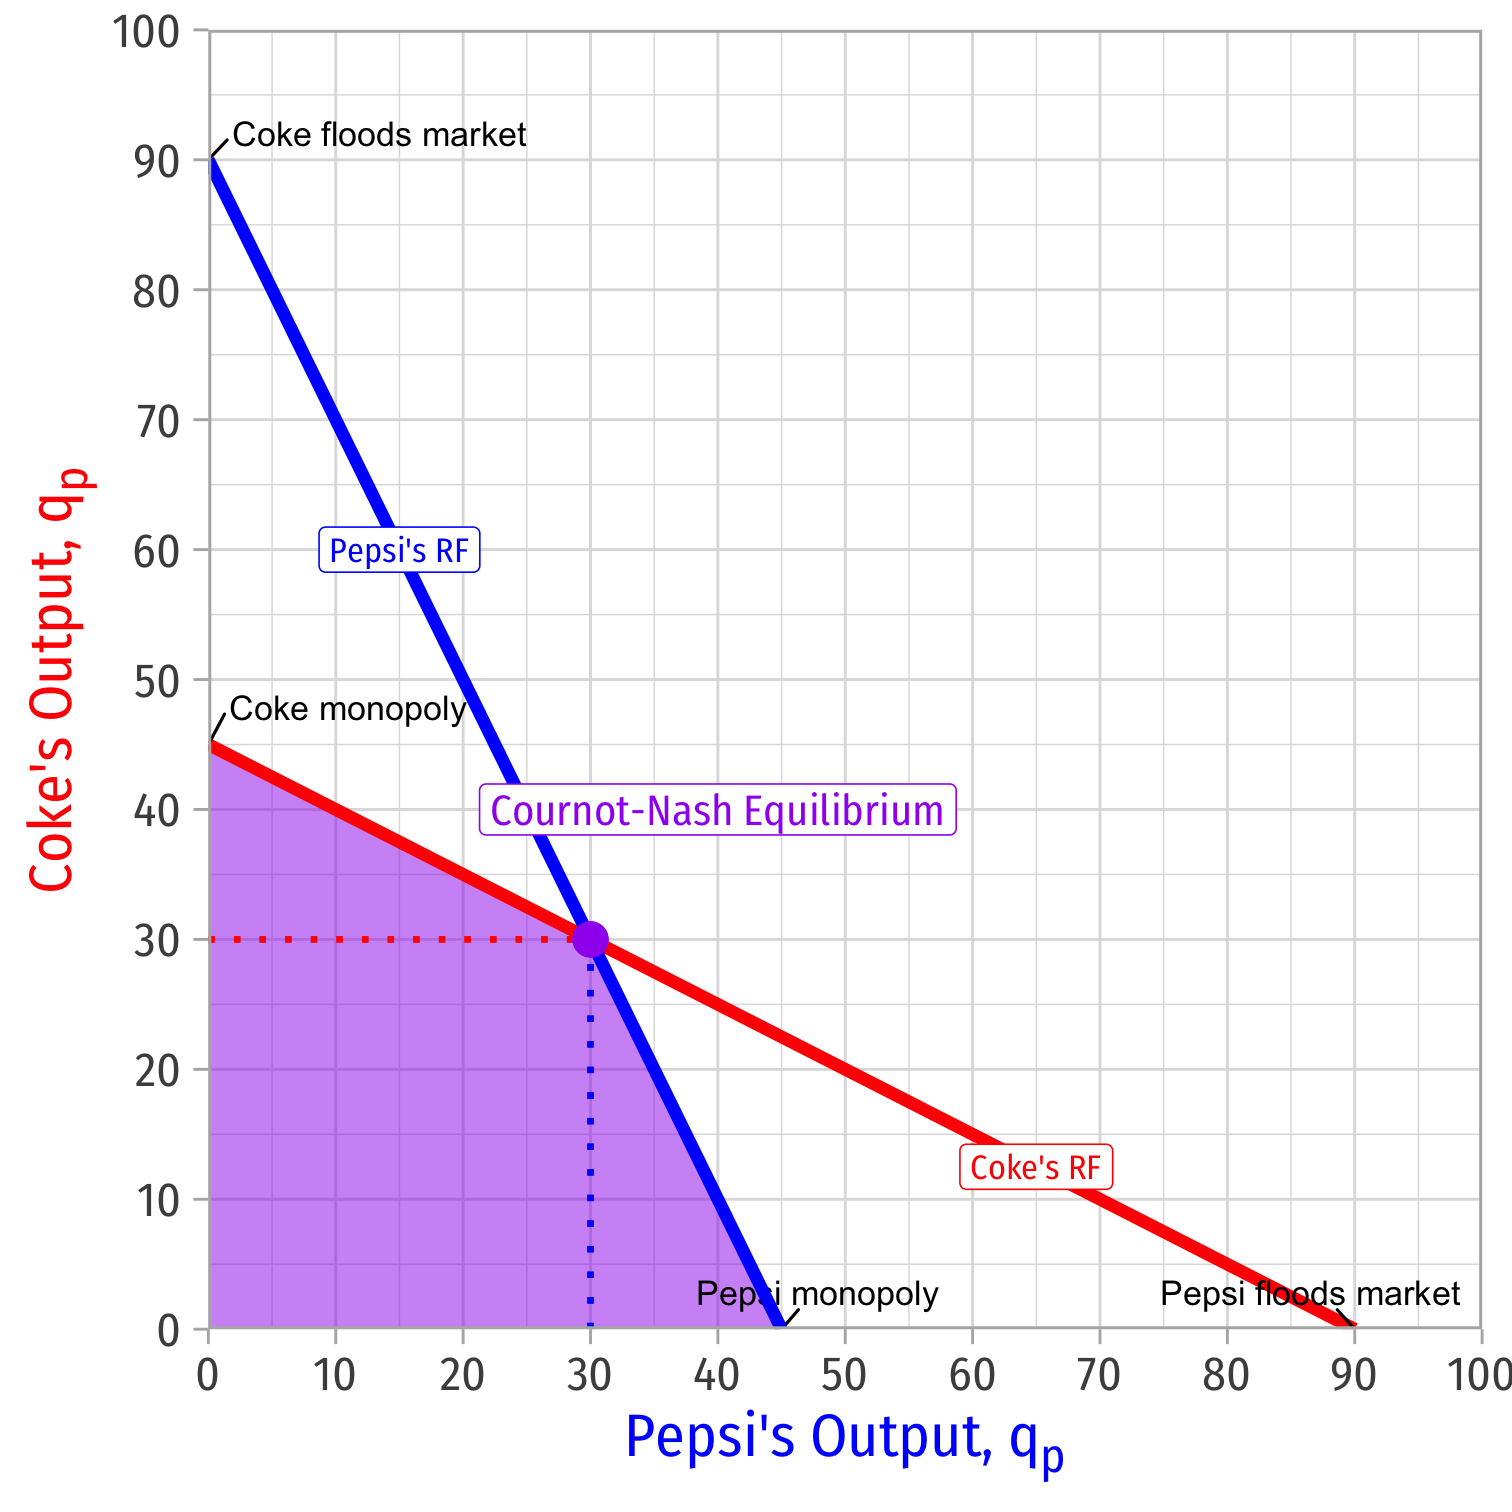 100
Coke floods market
90
80
70
60
Pepsi's RF
50
Coke monopoly
40
Cournot-Nash Equilibrium
30
20
Coke's RF
10
Pepsi monopoly
Pepsi floods market
0
0 10 20 30 40 50 60 70 80 90 100
Pepsi's Output, qp
Coke's Output, qp